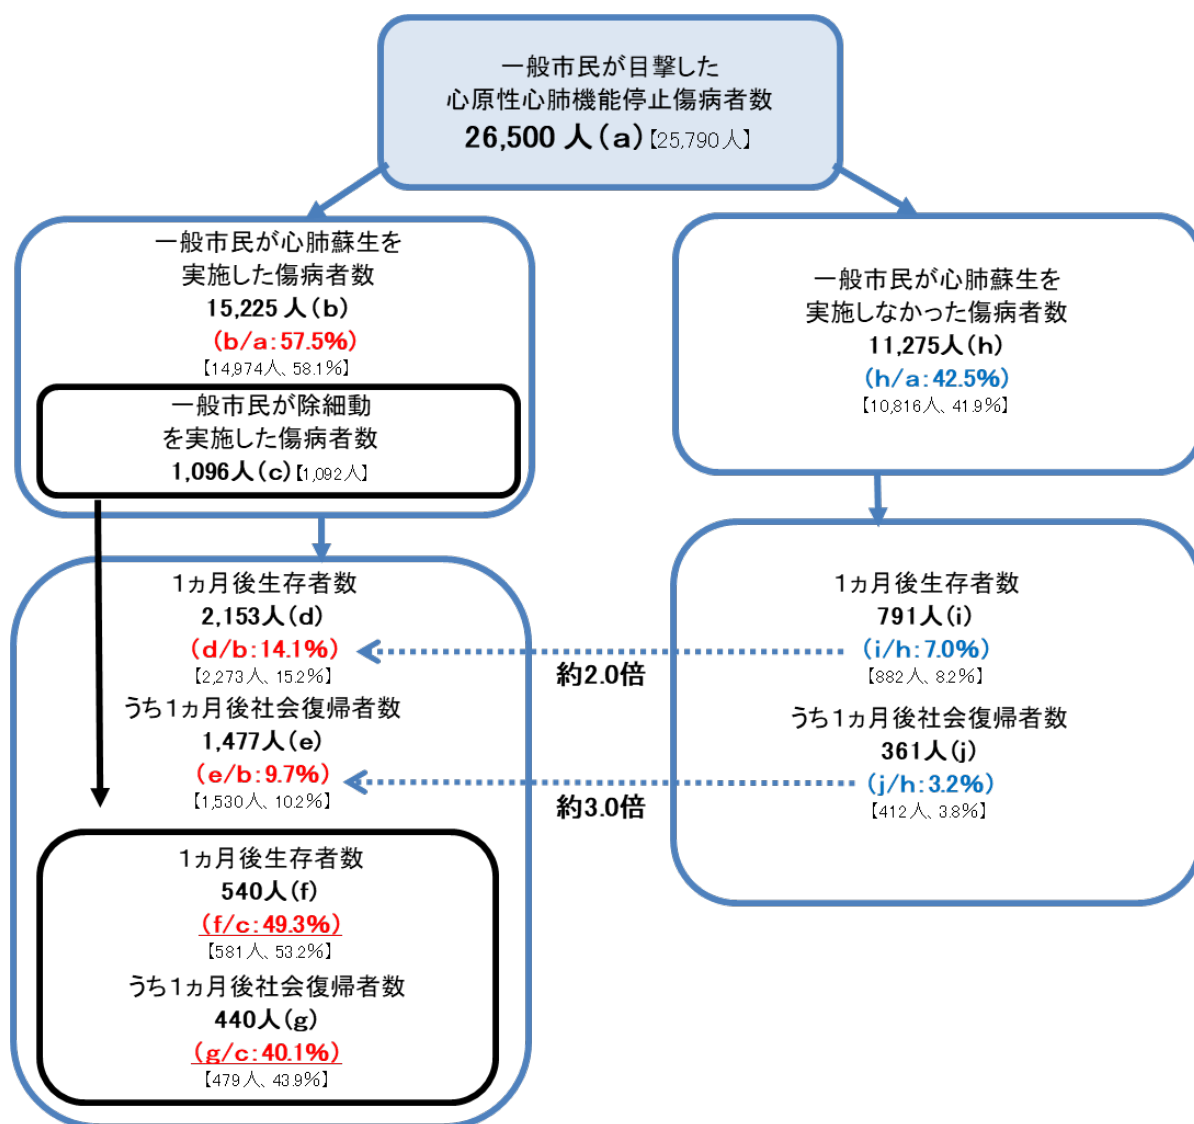 一般市民が目撃した
心原性心肺機能停止傷病者数
26,500 人(a)【25,790人】
一般市民が心肺蘇生を
実施した傷病者数
15,225 人(b)
(b/a:57.5%)
【14,974人、58.1%】
一般市民が除細動
を実施した傷病者数
1,096人(c)【1,092人】
一般市民が心肺蘇生を
実施しなかった傷病者数
11,275人(h)
(h/a:42.5%)
【10,816人、41.9%】
1ヵ月後生存者数
2,153人(d)
(d/b:14.1%)
【2,273人、15.2%】
うち1ヵ月後社会復帰者数
1,477人(e)
(e/b:9.7%)
【1,530人、10.2%】
約2.0倍
約3.0倍
1ヵ月後生存者数
791人(i)
(i/h:7.0%)
【882人、8.2%】
うち1ヵ月後社会復帰者数
361人(j)
(j/h:3.2%)
【412人、3.8%】
1ヵ月後生存者数
540人(f)
(f/c:49.3%)
【581人、53.2%】
うち1ヵ月後社会復帰者数
440人(g)
(g/c:40.1%)
【479人、43.9%】